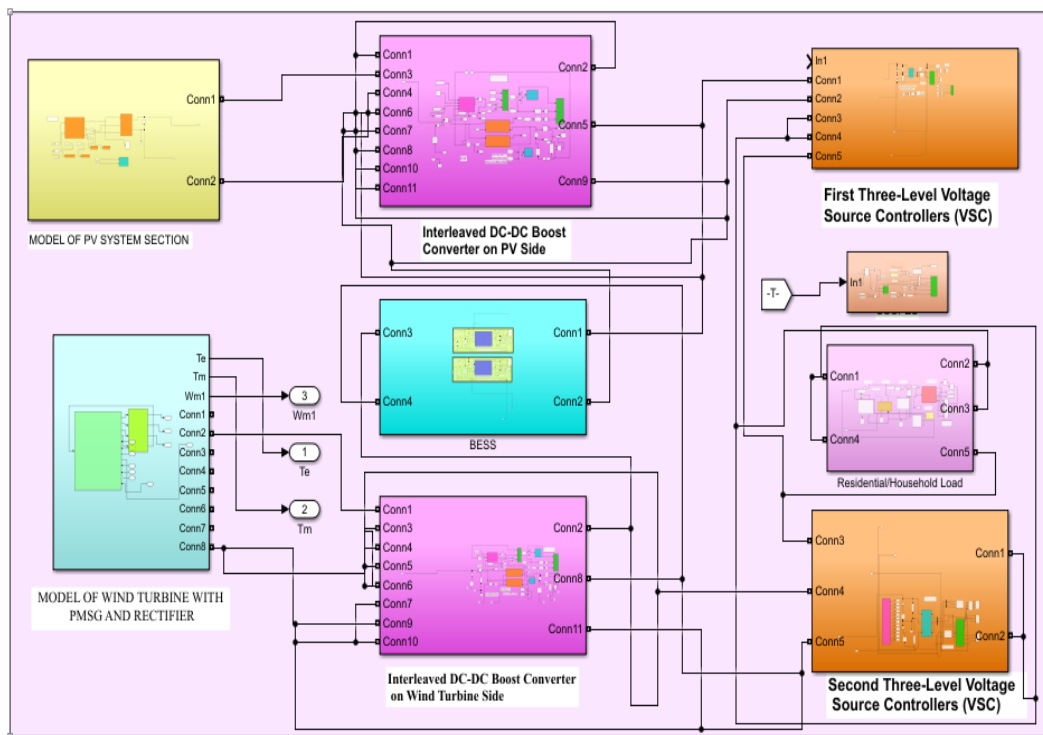 Conn1
Conn2
MODEL OF PV SYSTEM SECTION
Conn1
Conn3
Conn4
Conn6
Conn7
Conn8
Conn10
Conn11
Conn2
Conn5
Conn9
Interleaved DC-DC Boost
Converter on PV Side
In1
Conn1
Conn2
Conn3
Conn4
Conn5
First Three-Level Voltage
Source Controllers (VSC)
-T-
In1
Conn3
Conn4
Conn1
Conn2
BESS
Te
Tm
Wm1
Conn1
Conn2
Conn3
Conn4
Conn5
Conn6
Conn7
Conn8
MODEL OF WIND TURBINE WITH
PMSG AND RECTIFIER
3
Wm1
1
Te
2
Tm
Conn1
Conn4
Conn2
Conn3
Conn5
Residential/Household Load
Conn1
Conn3
Conn4
Conn5
Conn6
Conn7
Conn9
Conn10
Conn2
Conn8
Conn11
Interleaved DC-DC Boost Converter
on Wind Turbine Side
Conn3
Conn4
Conn5
Conn1
Conn2
Second Three-Level Voltage
Source Controllers (VSC)